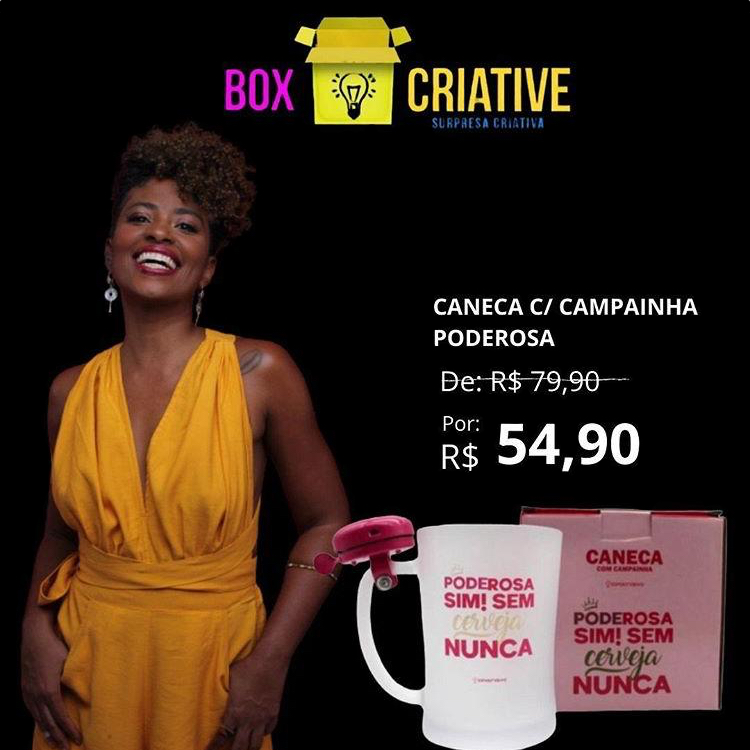 BOX CRIATIVE
SURPRESA CRIATIVA
CANECA C/ CAMPAINHA
PODEROSA
De: R$ 79,90
Por:
R$ 54,90
PODEROSA
SIM! SEM
cerveja
NUNCA
CANECA
COM CAMPAINHA
PODEROSA
SIM! SEM
cerveja
NUNCA